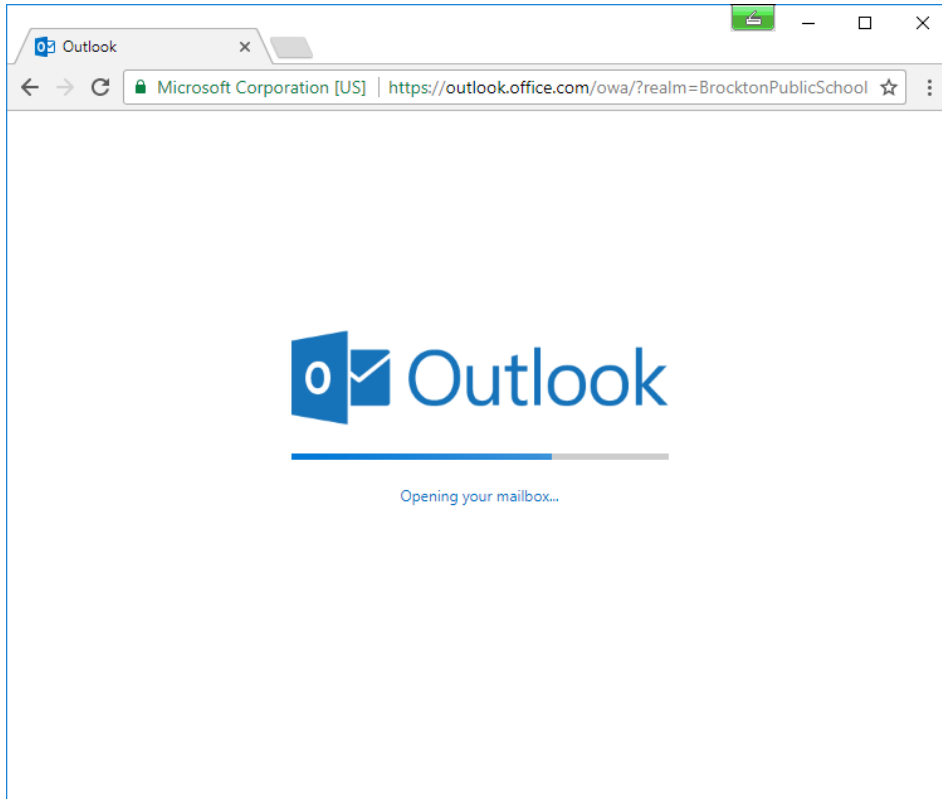 Outlook
Microsoft Corporation [US] https://outlook.office.com/owa/?realm=BrocktonPublicSchool
Outlook
Opening your mailbox...